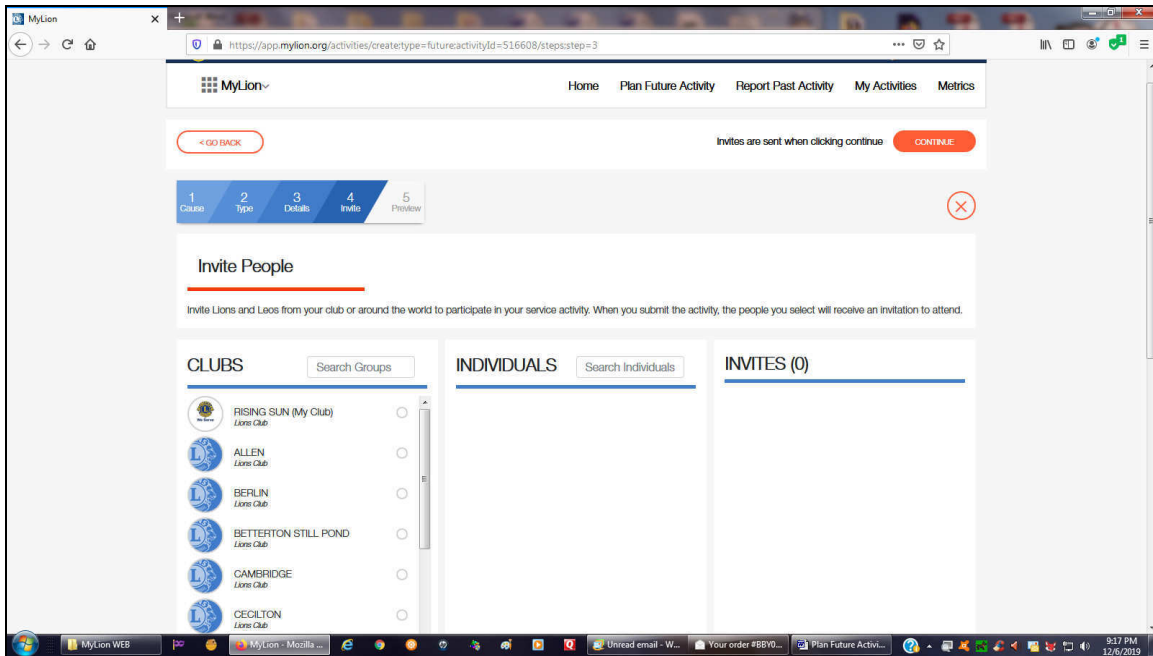 MyLion
https://app.mylion.org/activities/create:type=future:activityId=516608/steps:step=3
MyLion
Home
Plan Future Activity
Report Past Activity
My Activities
Metrics
< GO BACK
Invites are sent when clicking continue
CONTINUE
1
Cause
2
Type
3
Details
4
Invite
5
Preview
Invite People
Invite Lions and Leos from your club or around the world to participate in your service activity. When you submit the activity, the people you select will receive an invitation to attend.
CLUBS
Search Groups
RISING SUN (My Club)
Lions Club
ALLEN
Lions Club
BERLIN
Lions Club
BETTERTON STILL POND
Lions Club
CAMBRIDGE
Lions Club
CECILTON
Lions Club
INDIVIDUALS
Search Individuals
INVITES (0)
MyLion WEB
MyLion - Mozilla ...
Unread email - W...
Your order #BBY0...
Plan Future Activi...
9:17 PM
12/6/2019